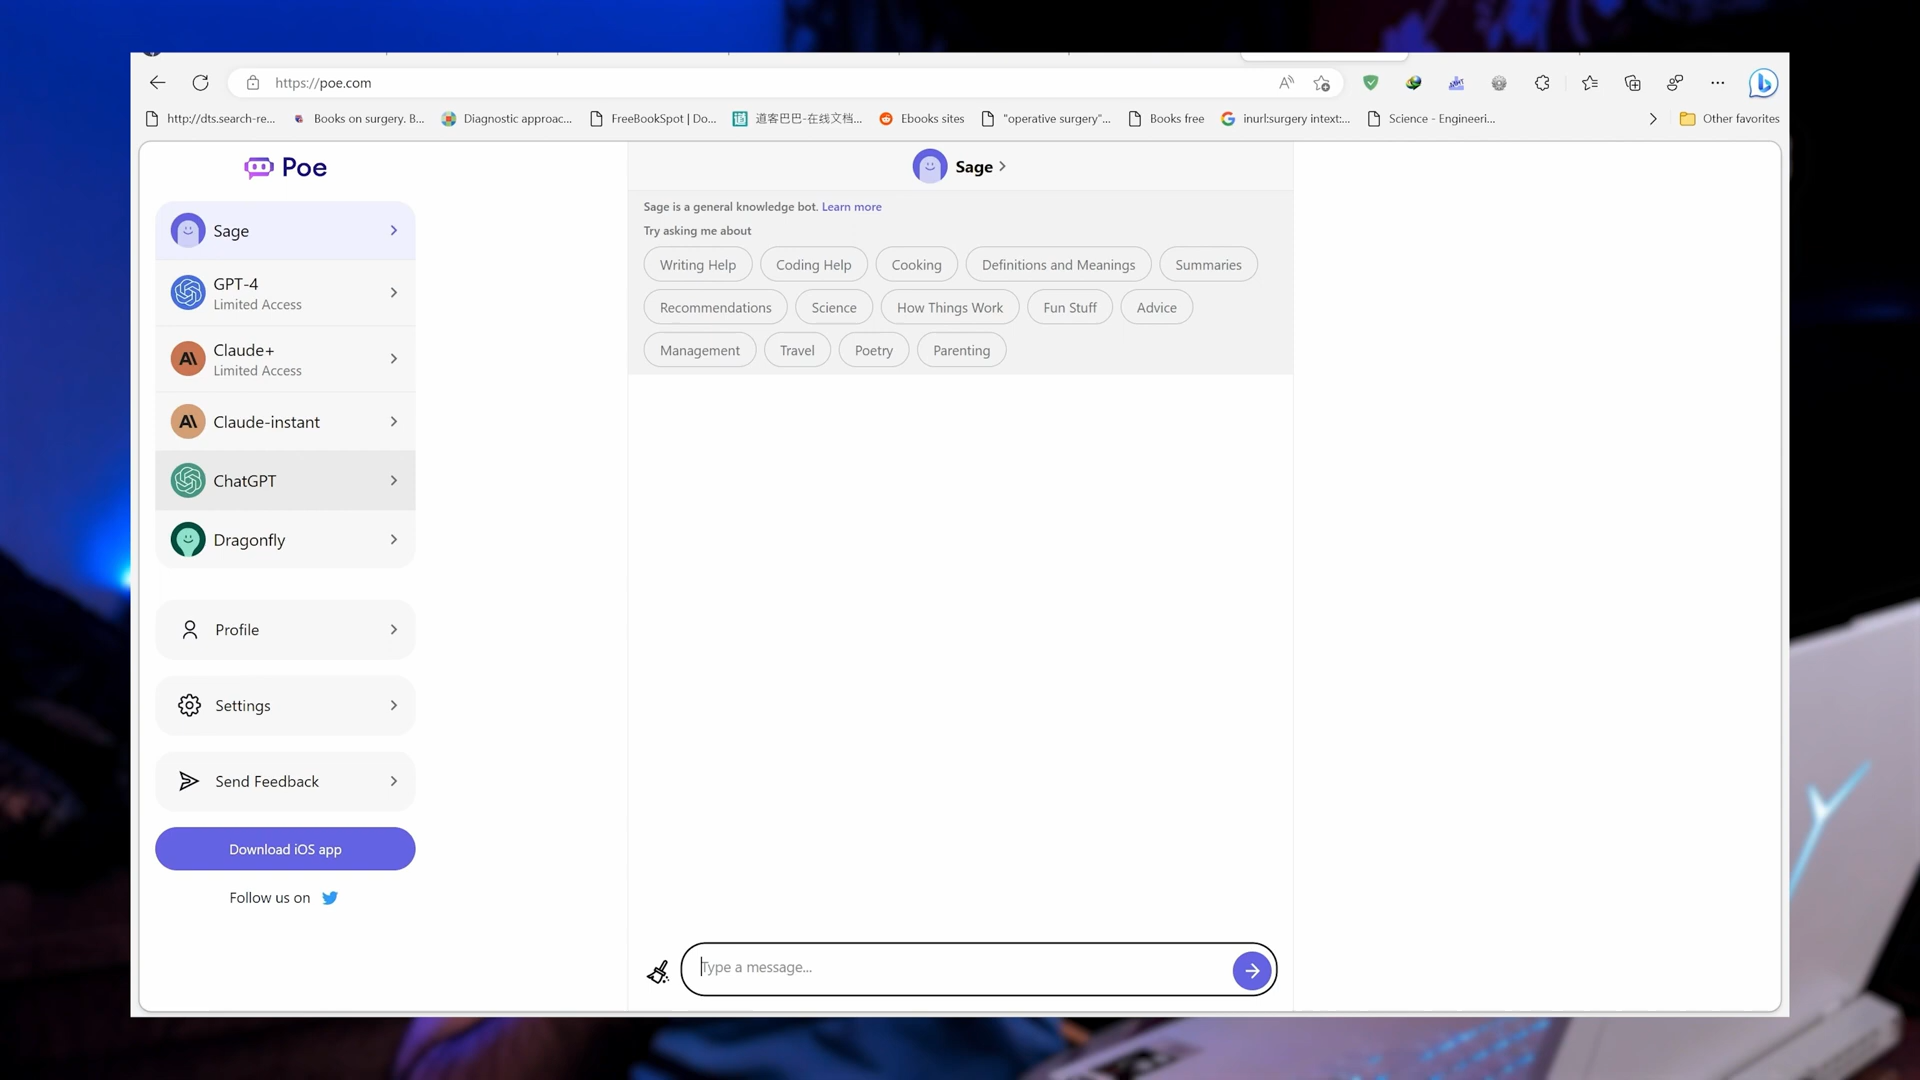 https://poe.com
http://dts.search-re... Books on surgery. B... Diagnostic approac... FreeBookSpot | Do... 道客巴巴-在线文档... Ebooks sites "operative surgery"... Books free inurl:surgery intext:... Science - Engineeri... Other favorites
Poe
Sage
GPT-4
Limited Access
Claude+
Limited Access
Claude-instant
ChatGPT
Dragonfly
Profile
Settings
Send Feedback
Download iOS app
Follow us on
Sage
Sage is a general knowledge bot. Learn more
Try asking me about
Writing Help Coding Help Cooking Definitions and Meanings Summaries
Recommendations Science How Things Work Fun Stuff Advice
Management Travel Poetry Parenting
Type a message...